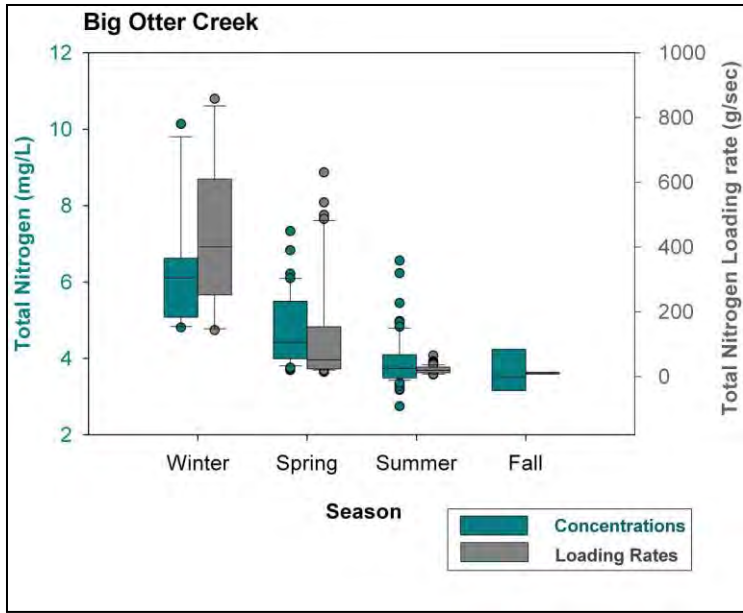 Big Otter Creek
12
10
8
6
4
2
Total Nitrogen (mg/L)
1000
800
600
400
200
0
Total Nitrogen Loading rate (g/sec)
Winter
Spring
Summer
Fall
Season
Concentrations
Loading Rates